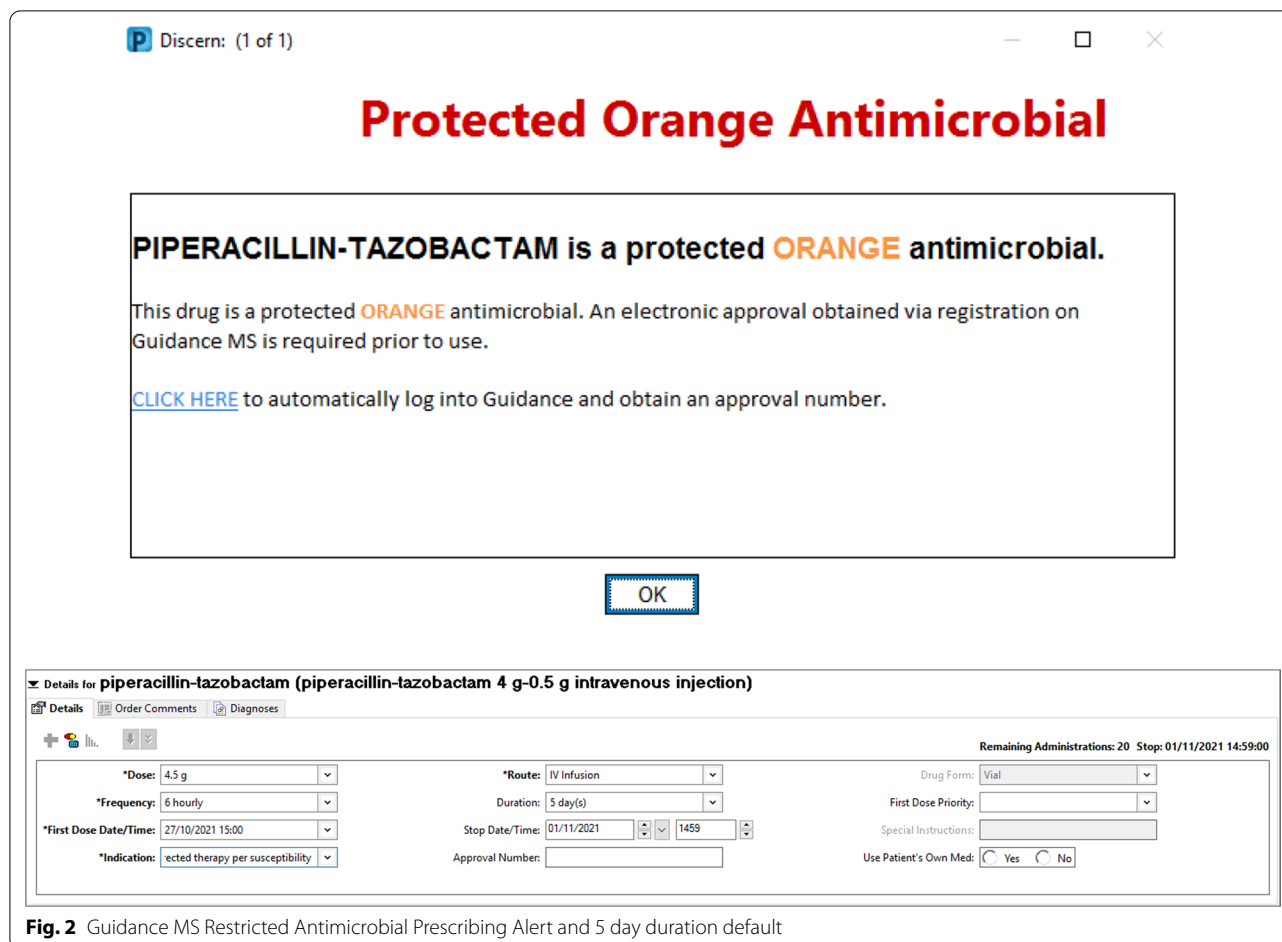 Discern: (1 of 1)
Protected Orange Antimicrobial
PIPERACILLIN-TAZOBACTAM is a protected ORANGE antimicrobial.
This drug is a protected ORANGE antimicrobial. An electronic approval obtained via registration on
Guidance MS is required prior to use.
CLICK HERE to automatically log into Guidance and obtain an approval number.
OK
Details for piperacillin-tazobactam (piperacillin-tazobactam 4 g-0.5 g intravenous injection)
Details Order Comments Diagnoses
Remaining Administrations: 20 Stop: 01/11/2021 14:59:00
*Dose: 4.5 g *Route: IV Infusion Drug Form: Vial
*Frequency: 6 hourly Duration: 5 day(s) First Dose Priority:
*First Dose Date/Time: 27/10/2021 15:00 Stop Date/Time: 01/11/2021 1459 Special Instructions:
*Indication: rected therapy per susceptibility Approval Number: Use Patient's Own Med: Yes No
Fig. 2 Guidance MS Restricted Antimicrobial Prescribing Alert and 5 day duration default